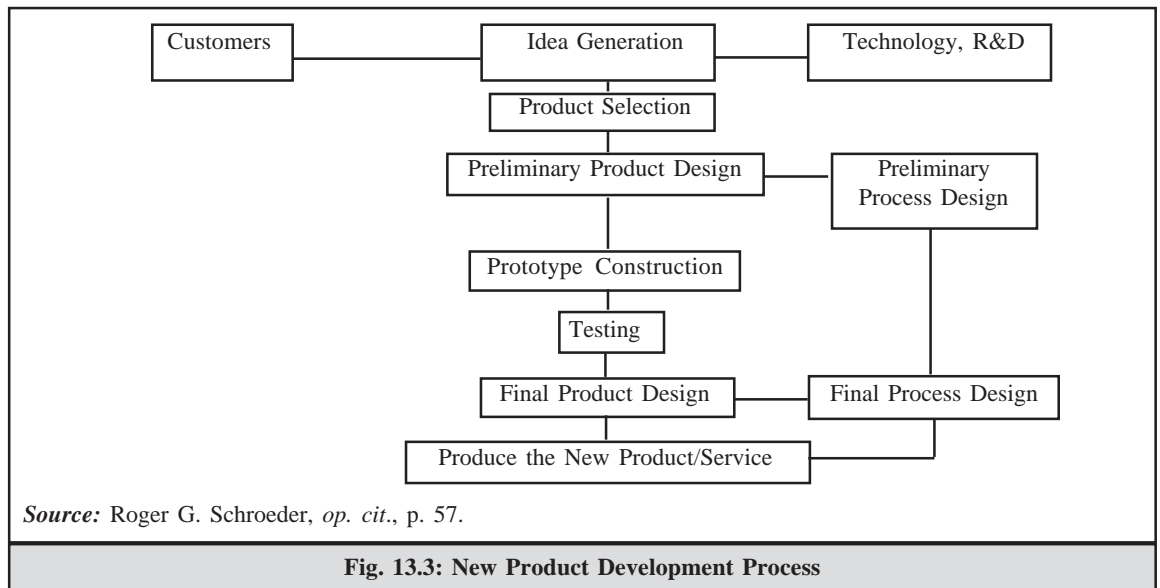 Customers
Idea Generation
Technology, R&D
Product Selection
Preliminary Product Design
Preliminary
Process Design
Prototype Construction
Testing
Final Product Design
Final Process Design
Produce the New Product/Service
Source: Roger G. Schroeder, op. cit., p. 57.
Fig. 13.3: New Product Development Process